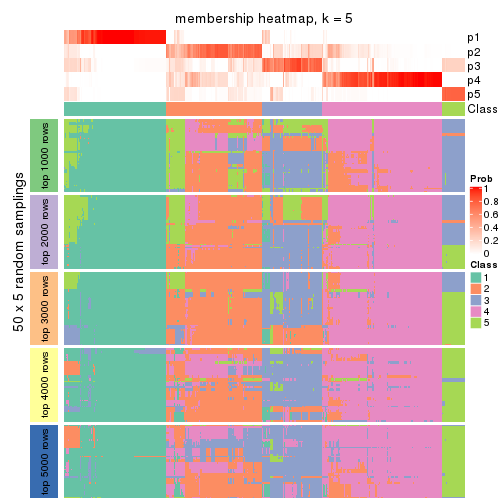 membership heatmap, k = 5
p1
p2
p3
p4
p5
Class
50 x 5 random samplings
top 1000 rows
top 2000 rows
top 3000 rows
top 4000 rows
top 5000 rows
Prob
1
0.8
0.6
0.4
0.2
0
Class
1
2
3
4
5